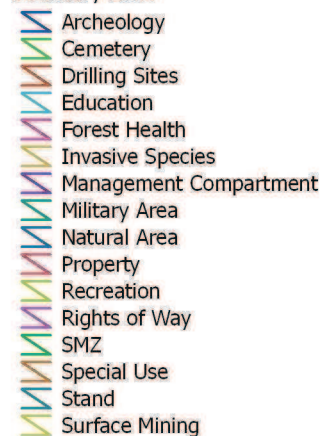 Archeology
Cemetery
Drilling Sites
Education
Forest Health
Invasive Species
Management Compartment
Military Area
Natural Area
Property
Recreation
Rights of Way
SMZ
Special Use
Stand
Surface Mining